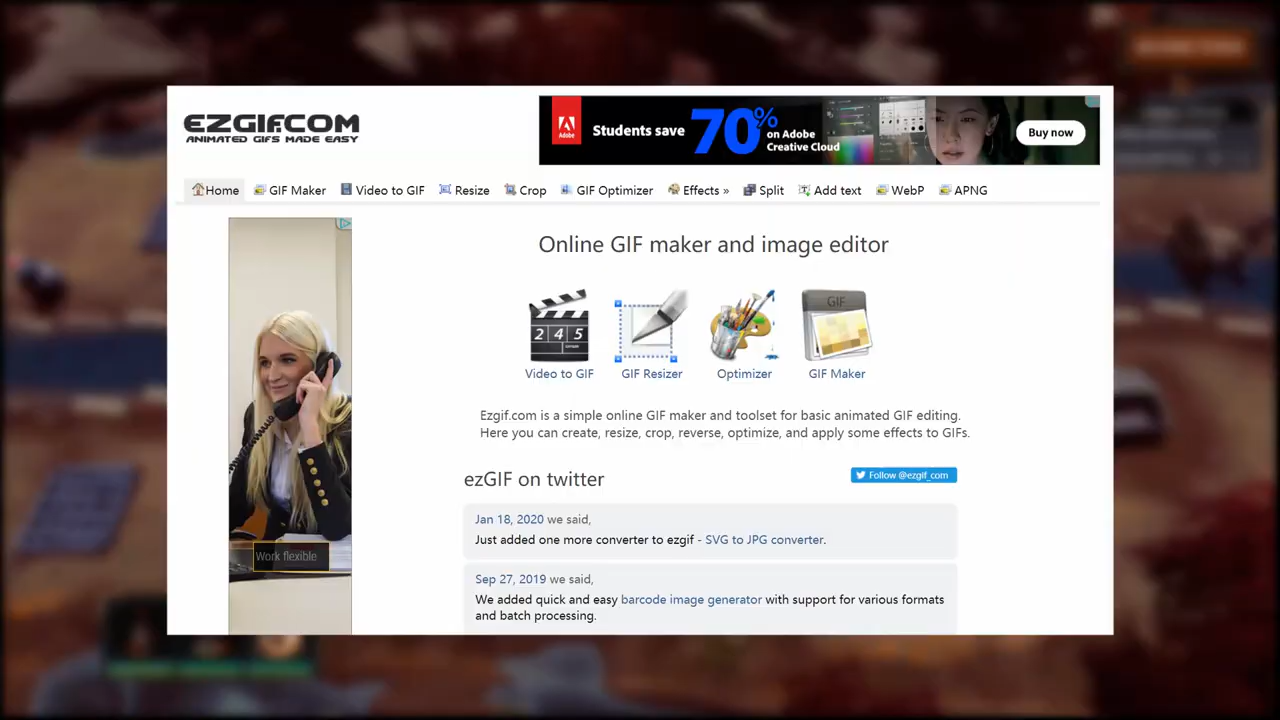 EZGIF.COM
ANIMATED GIFS MADE EASY
Adobe
Students save 70% on Adobe
Creative Cloud
Buy now
Home GIF Maker Video to GIF Resize Crop GIF Optimizer Effects » Split Add text WebP APNG
Online GIF maker and image editor
2 4 5
GIF
Video to GIF GIF Resizer Optimizer GIF Maker
Ezgif.com is a simple online GIF maker and toolset for basic animated GIF editing.
Here you can create, resize, crop, reverse, optimize, and apply some effects to GIFs.
ezGIF on twitter
Follow @ezgif_com
Jan 18, 2020 we said,
Just added one more converter to ezgif - SVG to JPG converter.
Sep 27, 2019 we said,
We added quick and easy barcode image generator with support for various formats
and batch processing.
Work flexible